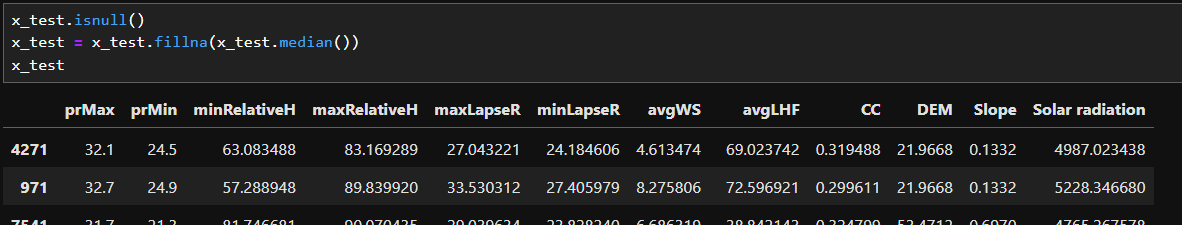 x_test.isnull()
x_test = x_test.fillna(x_test.median())
x_test
prMax prMin minRelativeH maxRelativeH maxLapseR minLapseR avgWS avgLHF CC DEM Slope Solar radiation
4271 32.1 24.5 63.083488 83.169289 27.043221 24.184606 4.613474 69.023742 0.319488 21.9668 0.1332 4987.023438
971 32.7 24.9 57.288948 89.839920 33.530312 27.405979 8.275806 72.596921 0.299611 21.9668 0.1332 5228.346680